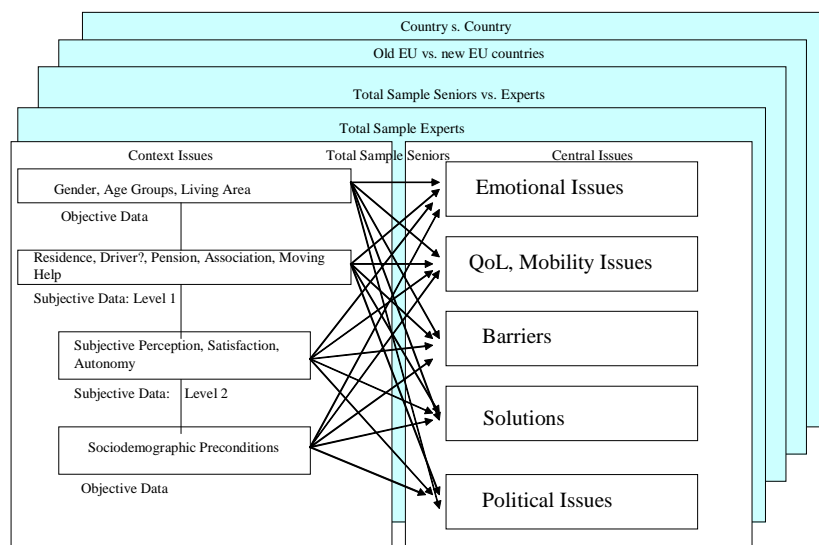 Country s. Country
Old EU vs. new EU countries
Total Sample Seniors vs. Experts
Total Sample Experts
Context Issues
Total Sample Seniors
Central Issues
Gender, Age Groups, Living Area
Objective Data
Residence, Driver?, Pension, Association, Moving
Help
Subjective Data: Level 1
Subjective Perception, Satisfaction,
Autonomy
Subjective Data: Level 2
Sociodemographic Preconditions
Objective Data
Emotional Issues
QoL, Mobility Issues
Barriers
Solutions
Political Issues